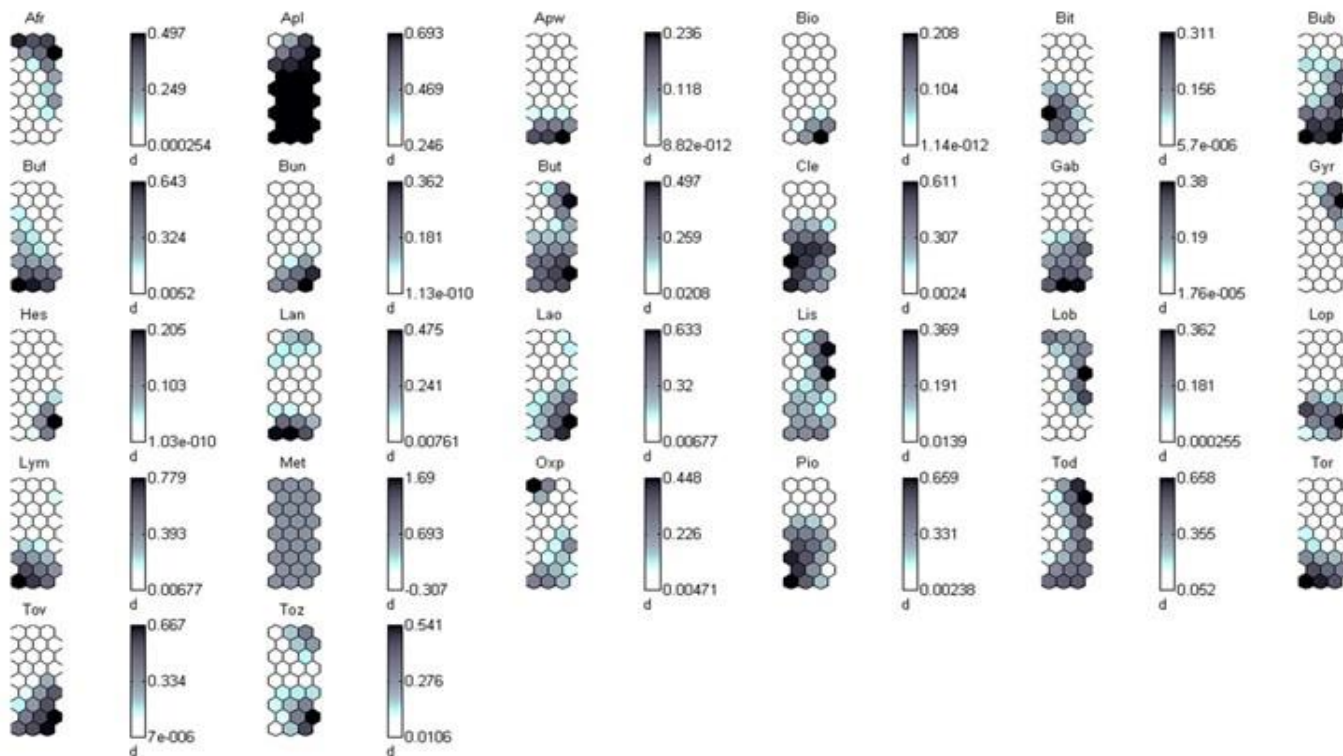 Afr Apl Apw Bio Bit Bub
0.497 0.693 0.236 0.208 0.311
0.249 0.469 0.118 0.104 0.156
0.000254 0.246 8.82e-012 1.14e-012 5.7e-006
d d d d d
Buf Bun But Cle Gab Gyr
0.643 0.362 0.497 0.611 0.38
0.324 0.181 0.259 0.307 0.19
0.0052 1.13e-010 0.0208 0.0024 1.76e-005
d d d d d
Hes Lan Lao Lis Lob Lop
0.205 0.475 0.633 0.369 0.362
0.103 0.241 0.32 0.191 0.181
1.03e-010 0.00761 0.00677 0.0139 0.000255
d d d d d
Lym Met Oxp Pio Tod Tor
0.779 1.69 0.448 0.659 0.658
0.393 0.693 0.226 0.331 0.355
0.00677 -0.307 0.00471 0.00238 0.052
d d d d d
Tov Toz
0.667 0.541
0.334 0.276
7e-006 0.0106
d d